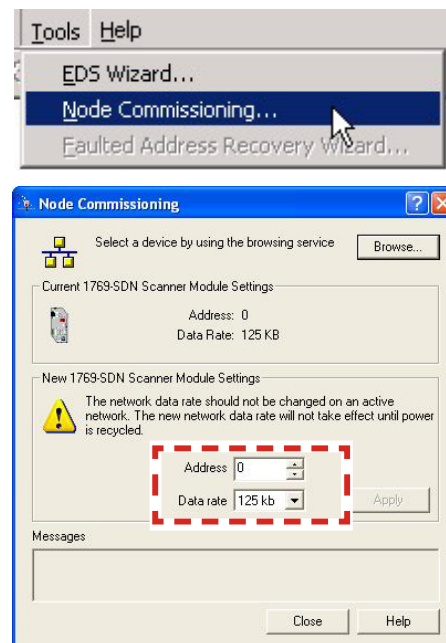 Tools Help
EDS Wizard...
Node Commissioning...
Faulted Address Recovery Wizard...
Node Commissioning
Select a device by using the browsing service
Browse...
Current 1769-SDN Scanner Module Settings
Address: 0
Data Rate: 125 KB
New 1769-SDN Scanner Module Settings
The network data rate should not be changed on an active
network. The new network data rate will not take effect until power
is recycled.
Address 0
Data rate 125 kb
Apply
Messages
Close Help